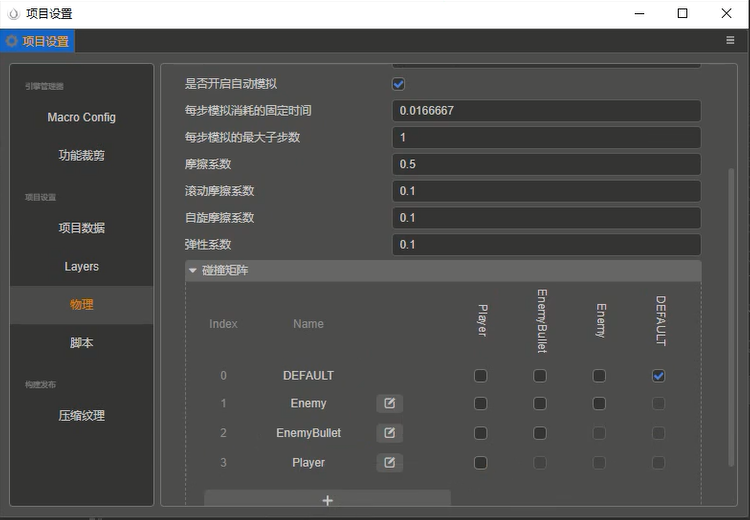 项目设置
项目设置
引擎管理器
Macro Config
功能裁剪
项目设置
项目数据
Layers
物理
脚本
构建发布
压缩纹理
是否开启自动模拟
每步模拟消耗的固定时间 0.0166667
每步模拟的最大子步数 1
摩擦系数 0.5
滚动摩擦系数 0.1
自旋摩擦系数 0.1
弹性系数 0.1
碰撞矩阵
Index Name Player EnemyBullet Enemy DEFAULT
0 DEFAULT
1 Enemy
2 EnemyBullet
3 Player
+